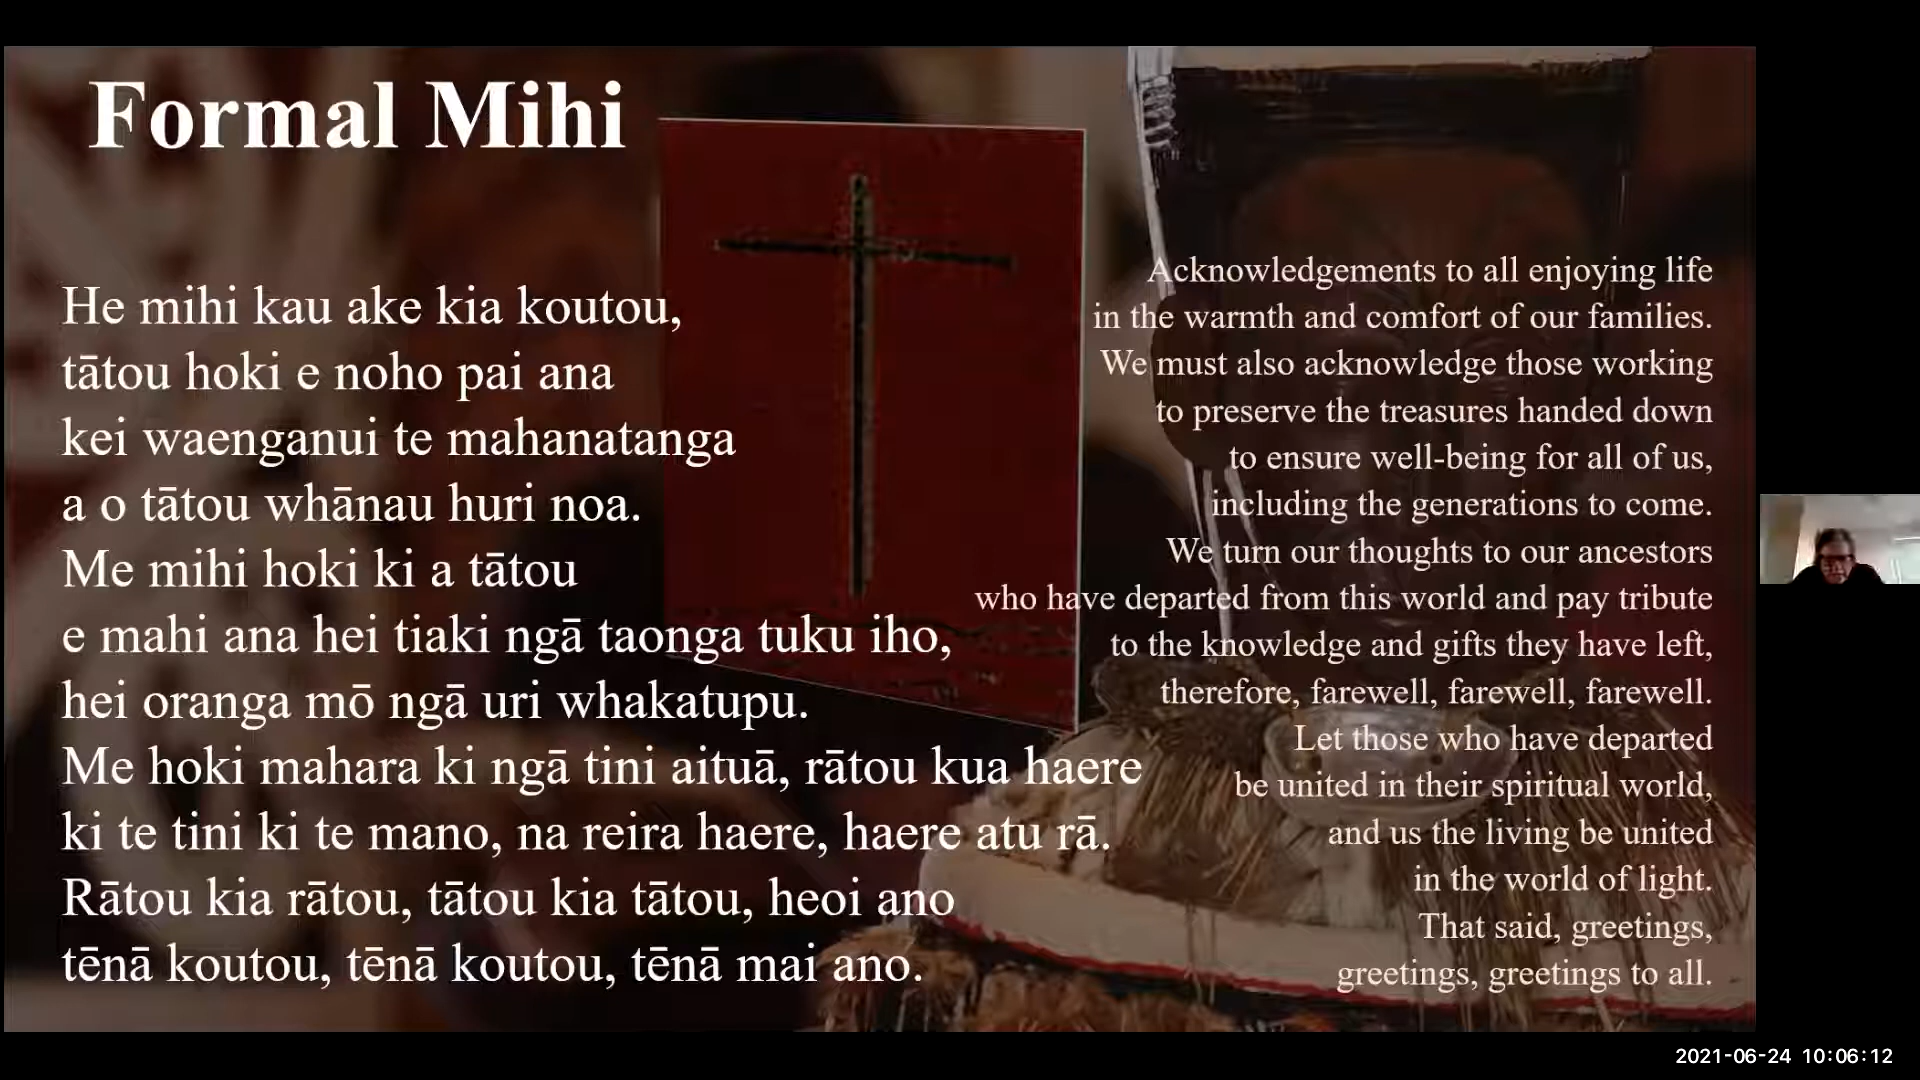 Formal Mihi
He mihi kau ake kia koutou,
tātou hoki e noho pai ana
kei waenganui te mahanatanga
a o tātou whānau huri noa.
Me mihi hoki ki a tātou
e mahi ana hei tiaki ngā taonga tuku iho,
hei oranga mō ngā uri whakatupu.
Me hoki mahara ki ngā tini aituā, rātou kua haere
ki te tini ki te mano, na reira haere, haere atu rā.
Rātou kia rātou, tātou kia tātou, heoi ano
tēnā koutou, tēnā koutou, tēnā mai ano.
Acknowledgements to all enjoying life
in the warmth and comfort of our families.
We must also acknowledge those working
to preserve the treasures handed down
to ensure well-being for all of us,
including the generations to come.
We turn our thoughts to our ancestors
who have departed from this world and pay tribute
to the knowledge and gifts they have left,
therefore, farewell, farewell, farewell.
Let those who have departed
be united in their spiritual world,
and us the living be united
in the world of light.
That said, greetings,
greetings, greetings to all.
2021-06-24 10:06:12